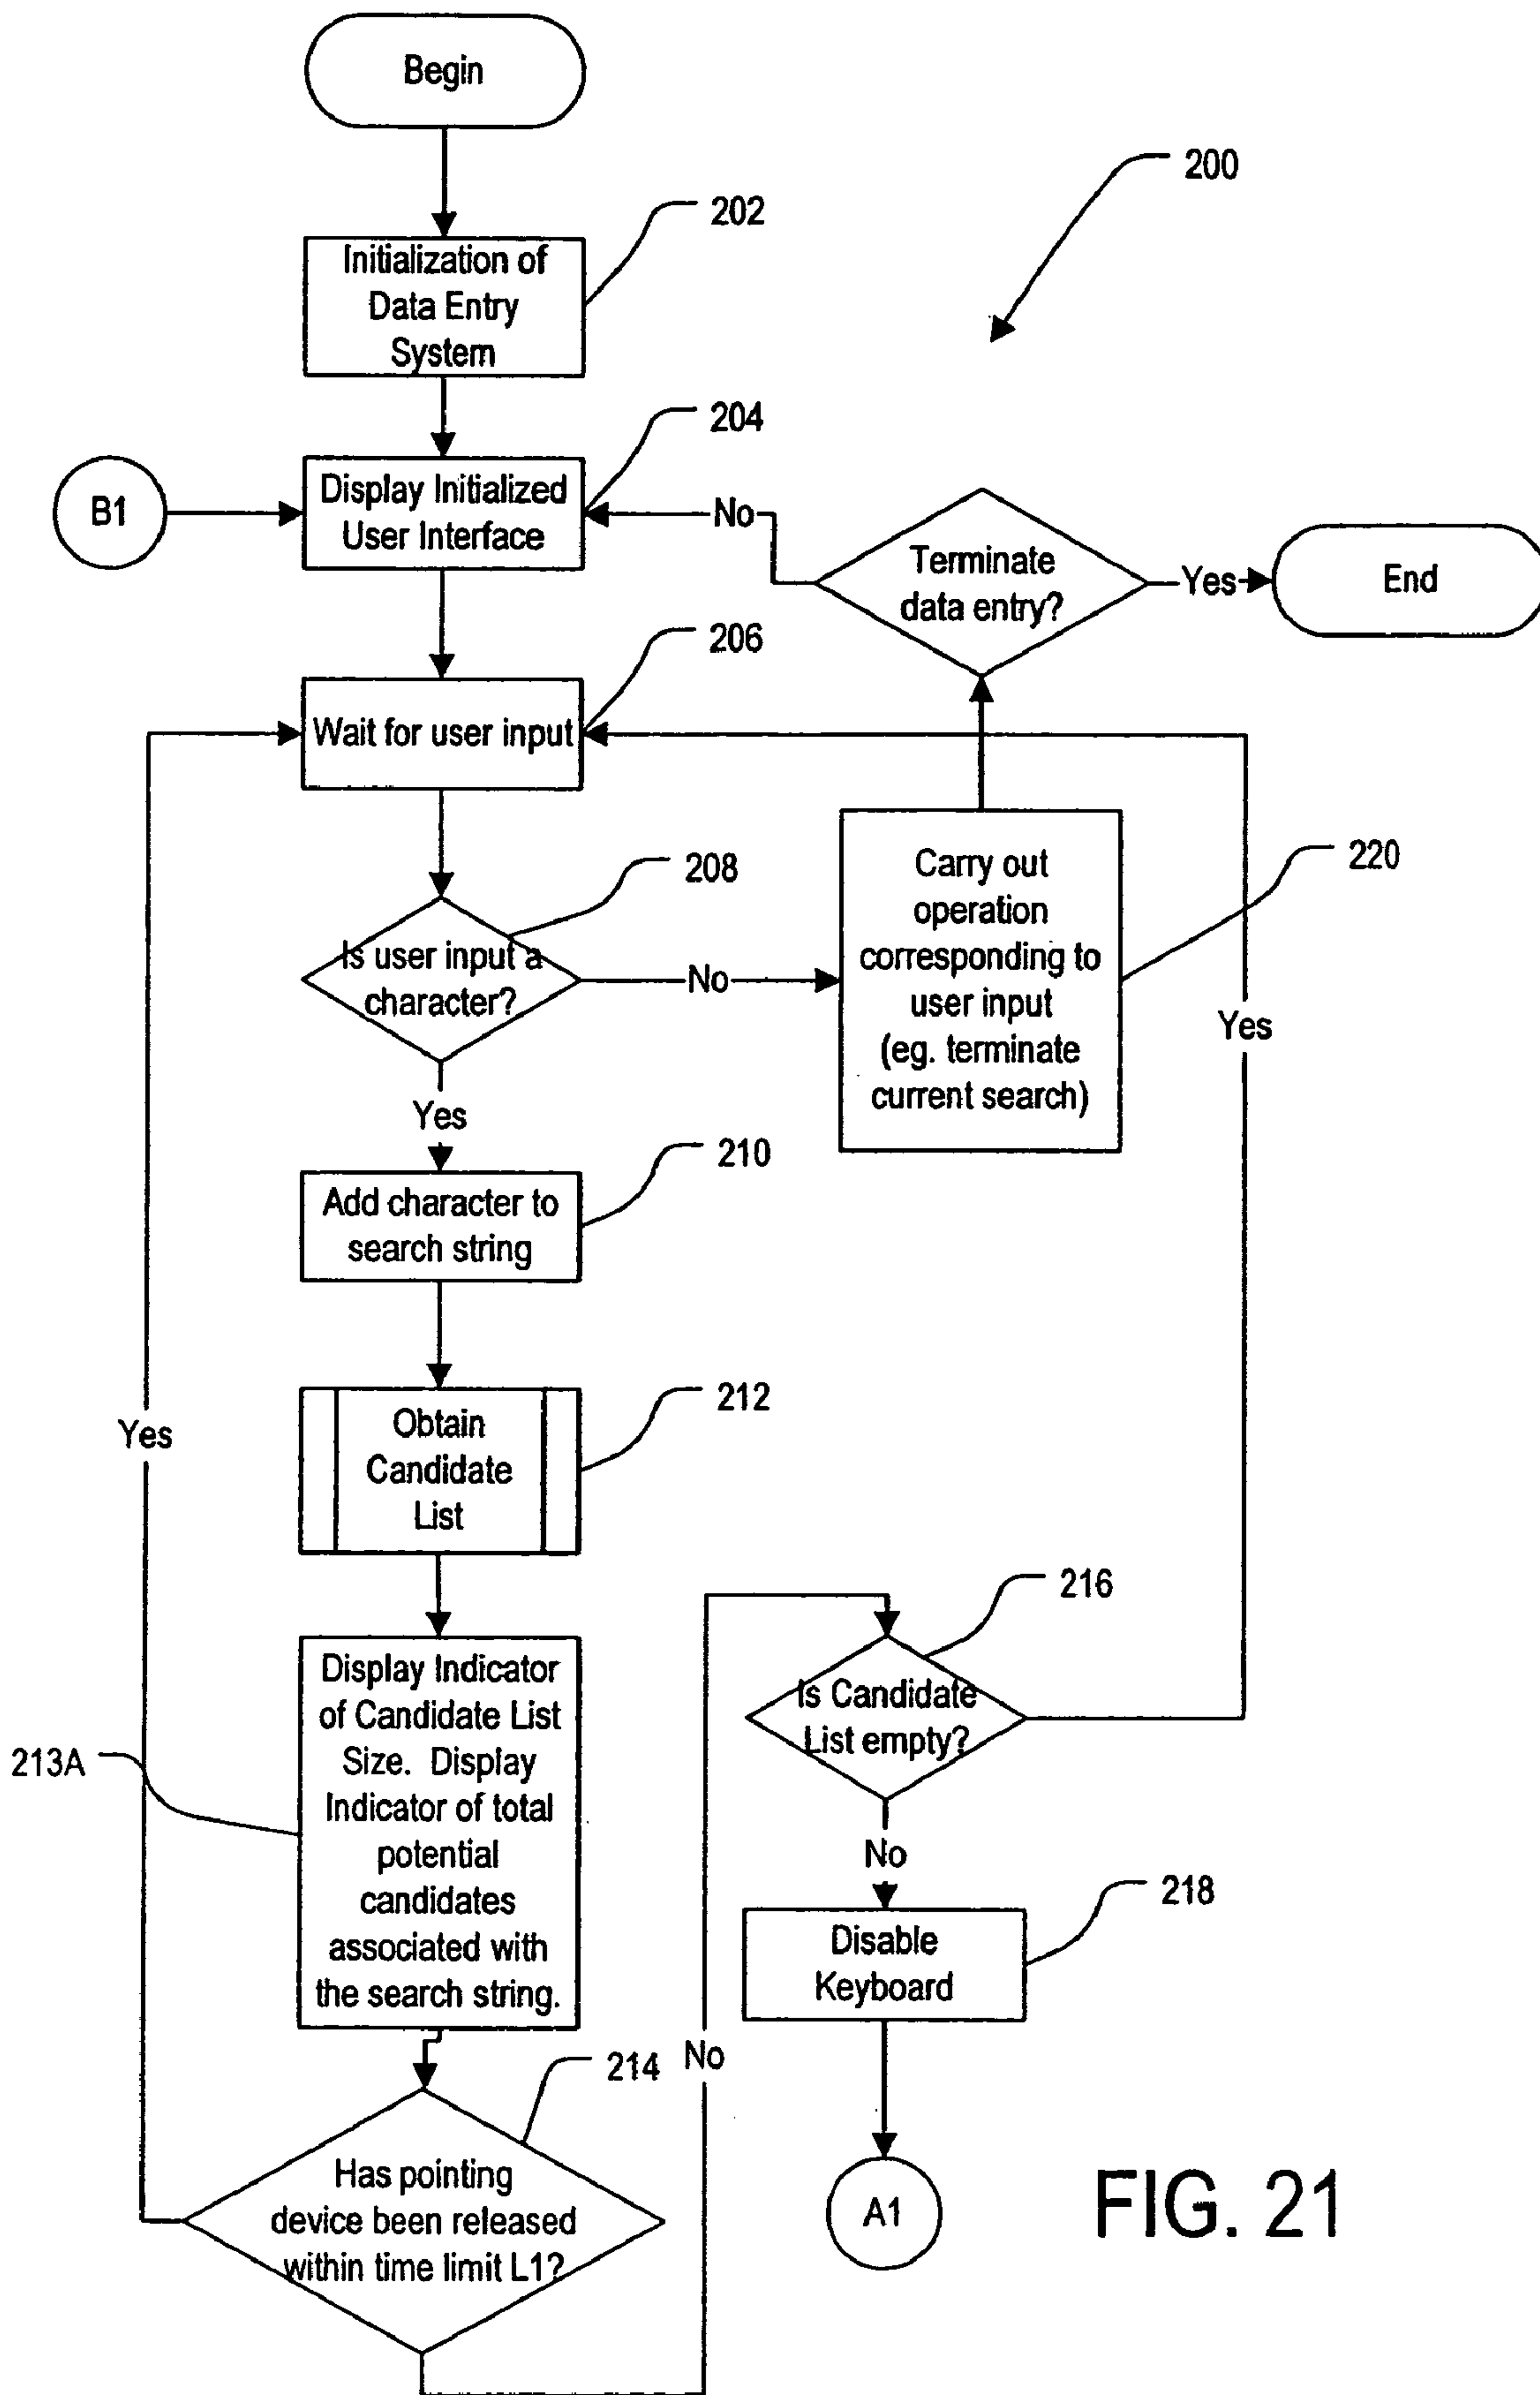 Begin
200
202
Initialization of
Data Entry
System
204
B1
Display Initialized
User Interface
No
Terminate
data entry?
Yes
End
206
Wait for user input
208
Is user input a
character?
No
Carry out
operation
corresponding to
user input
(eg. terminate
current search)
220
Yes
Yes
210
Add character to
search string
212
Obtain
Candidate
List
Yes
213A
Display Indicator
of Candidate List
Size. Display
Indicator of total
potential
candidates
associated with
the search string.
216
Is Candidate
List empty?
No
218
Disable
Keyboard
214
No
Has pointing
device been released
within time limit L1?
A1
FIG. 21